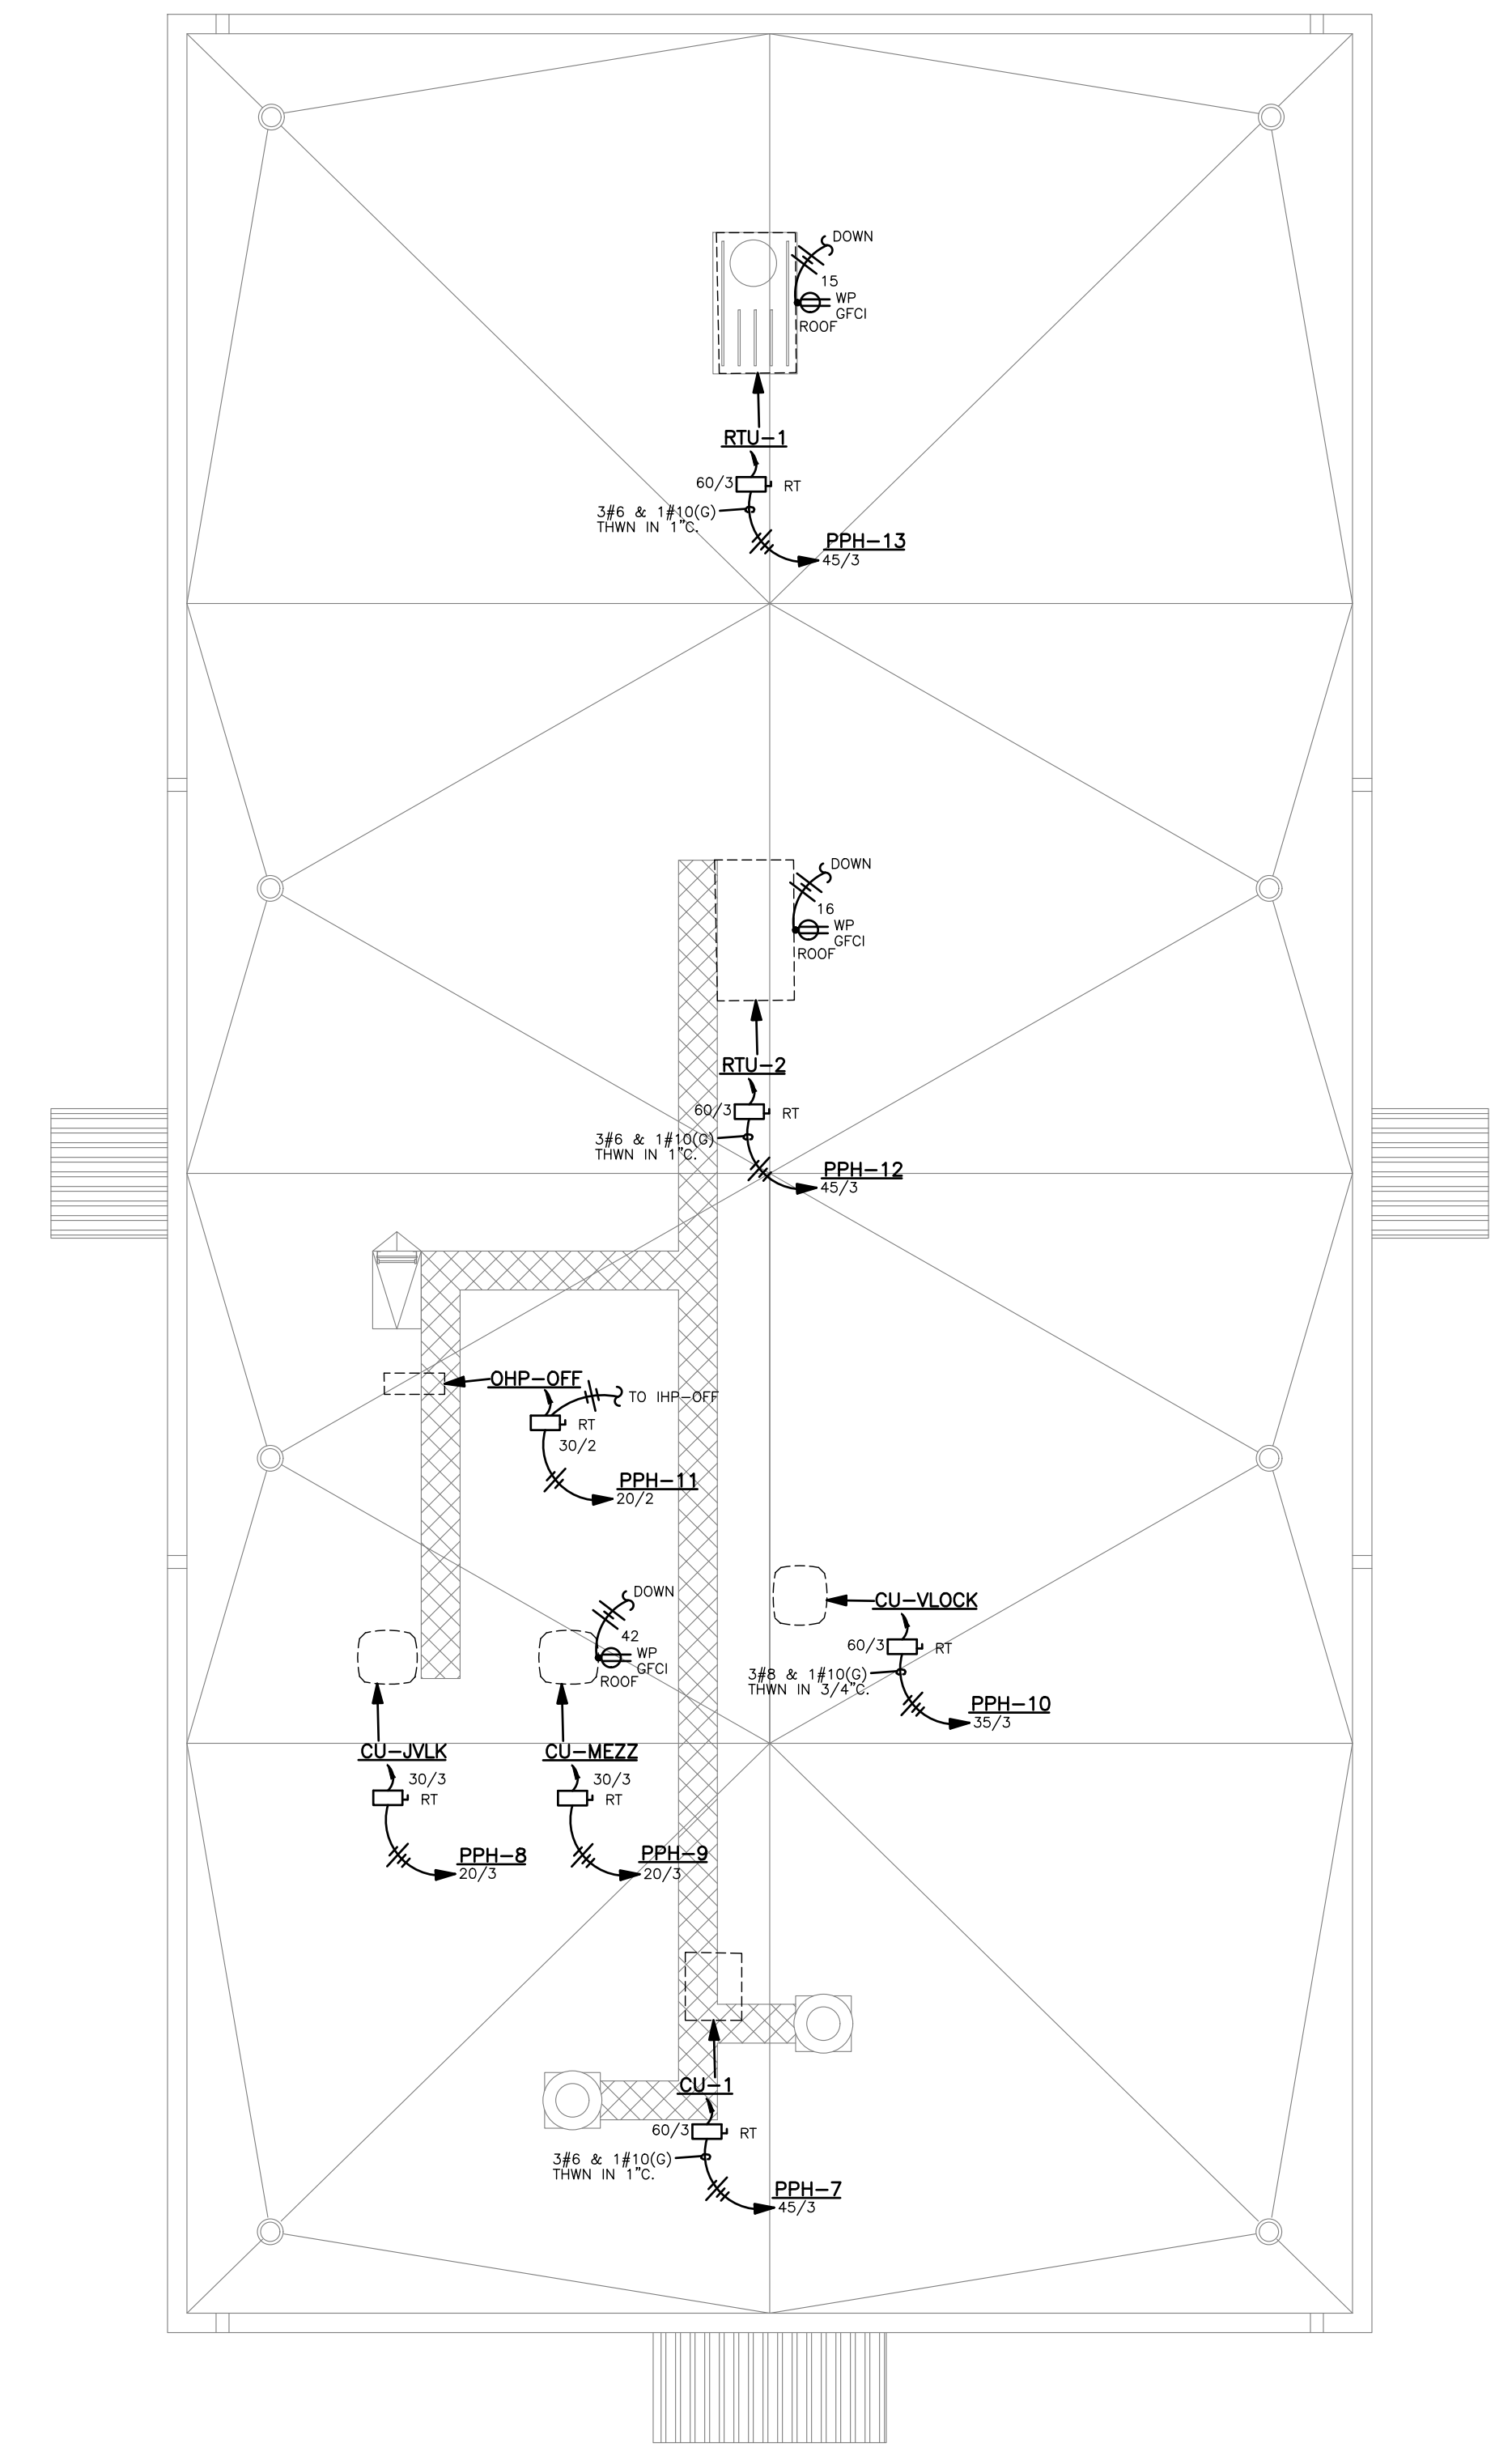 DOWN
15
WP
GFCI
ROOF
RTU-1
60/3
RT
3#6 & 1#10(G)
THWN IN 1"C.
PPH-13
45/3
DOWN
16
WP
GFCI
ROOF
RTU-2
60/3
RT
3#6 & 1#10(G)
THWN IN 1"C.
PPH-12
45/3
OHP-OFF
TO IHP-OFF
RT
30/2
PPH-11
20/2
DOWN
42
WP
GFCI
ROOF
CU-VLOCK
60/3
RT
3#8 & 1#10(G)
THWN IN 3/4"C.
PPH-10
35/3
CU-JVLK
30/3
RT
PPH-8
20/3
CU-MEZZ
30/3
RT
PPH-9
20/3
CU-1
60/3
RT
3#6 & 1#10(G)
THWN IN 1"C.
PPH-7
45/3